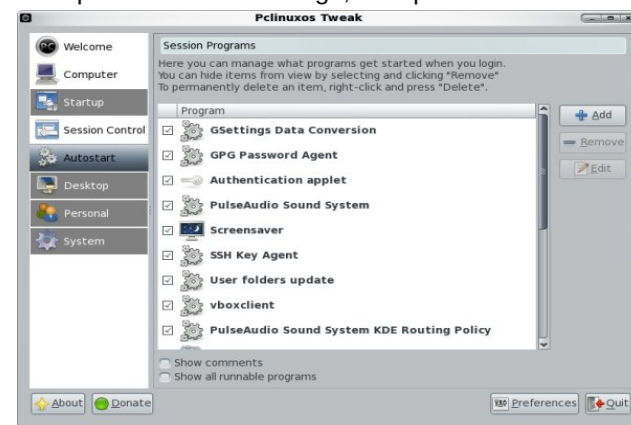 Pclinuxos Tweak
Welcome
Computer
Startup
Session Control
Autostart
Desktop
Personal
System
Session Programs
Here you can manage what programs get started when you login.
You can hide items from view by selecting and clicking "Remove"
To permanently delete an item, right-click and press "Delete".
Program
GSettings Data Conversion
GPG Password Agent
Authentication applet
PulseAudio Sound System
Screensaver
SSH Key Agent
User folders update
vboxclient
PulseAudio Sound System KDE Routing Policy
Add
Remove
Edit
Show comments
Show all runnable programs
About
Donate
Preferences
Quit